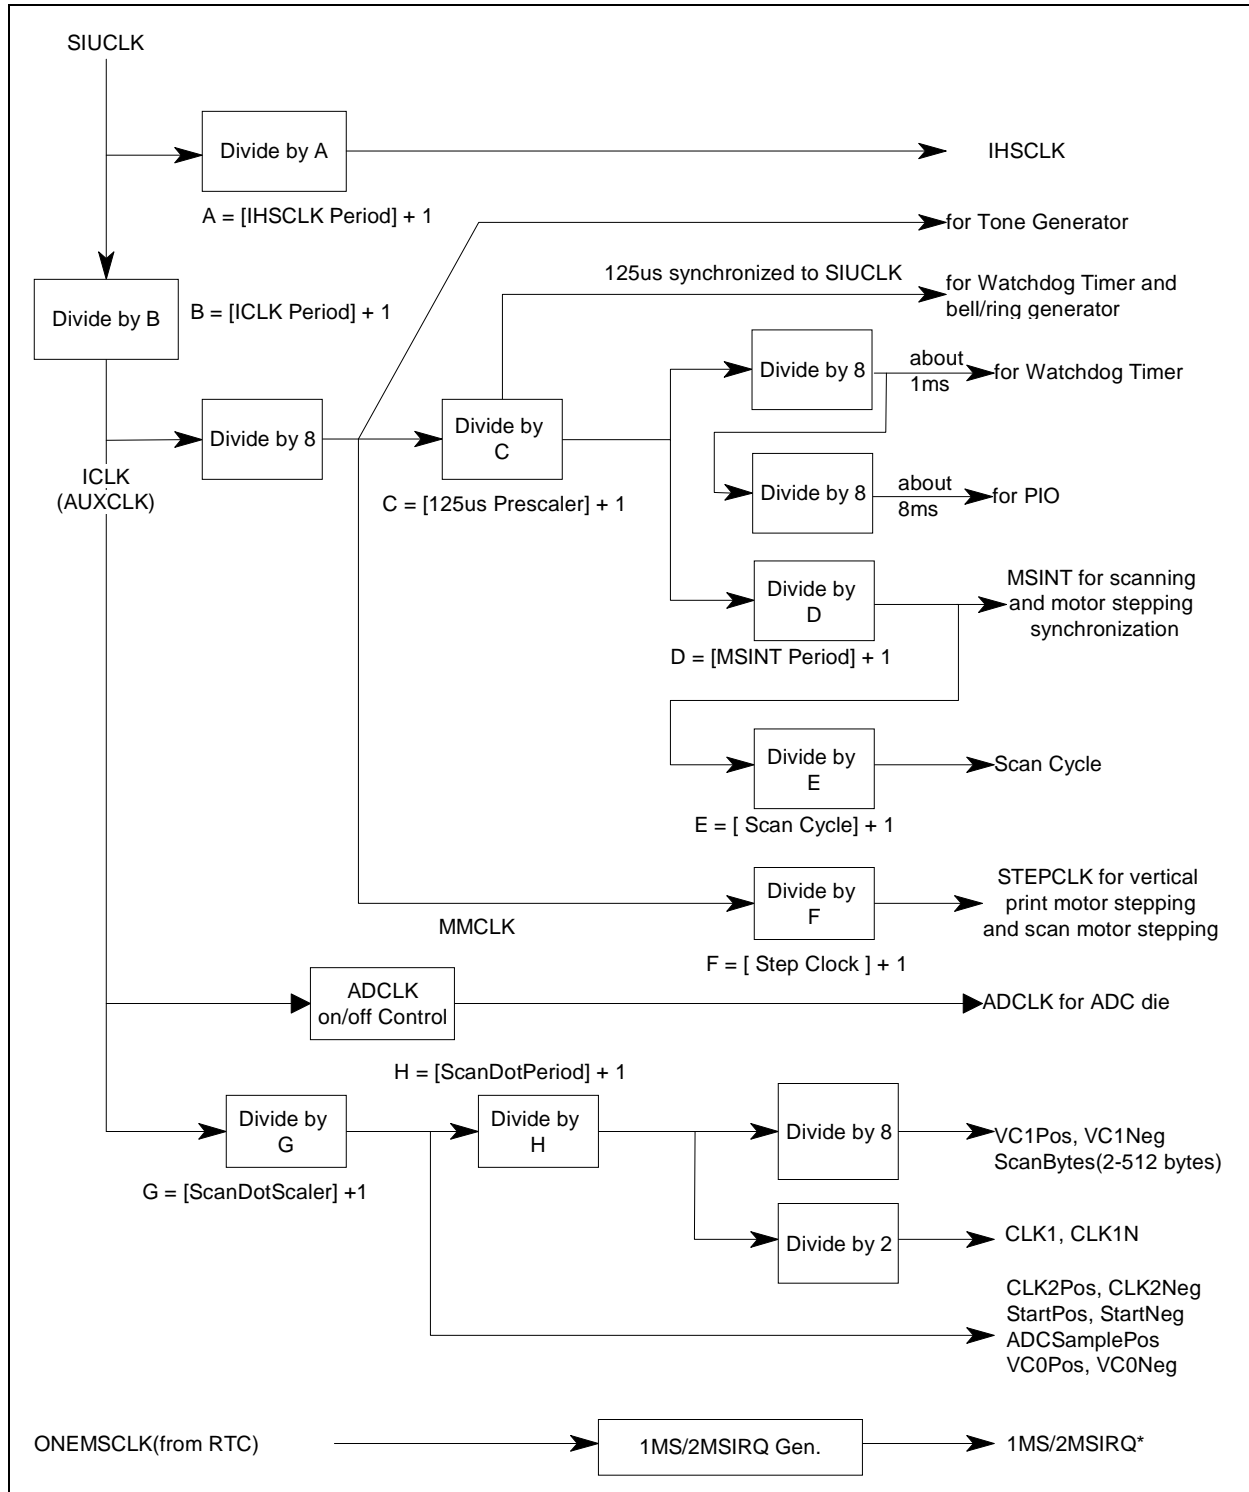 SIUCLK
Divide by A
IHSCLK
A = [IHSCLK Period] + 1
for Tone Generator
125us synchronized to SIUCLK
for Watchdog Timer and
bell/ring generator
Divide by B
B = [ICLK Period] + 1
Divide by 8
about
1ms
for Watchdog Timer
Divide by 8
Divide by
C
ICLK
(AUXCLK)
C = [125us Prescaler] + 1
Divide by 8
about
8ms
for PIO
Divide by
D
MSINT for scanning
and motor stepping
synchronization
D = [MSINT Period] + 1
Divide by
E
Scan Cycle
E = [ Scan Cycle] + 1
MMCLK
Divide by
F
STEPCLK for vertical
print motor stepping
and scan motor stepping
F = [ Step Clock ] + 1
ADCLK
on/off Control
ADCLK for ADC die
H = [ScanDotPeriod] + 1
Divide by
G
Divide by
H
Divide by 8
VC1Pos, VC1Neg
ScanBytes(2-512 bytes)
G = [ScanDotScaler] +1
Divide by 2
CLK1, CLK1N
CLK2Pos, CLK2Neg
StartPos, StartNeg
ADCSamplePos
VC0Pos, VC0Neg
ONEMSCLK(from RTC)
1MS/2MSIRQ Gen.
1MS/2MSIRQ*